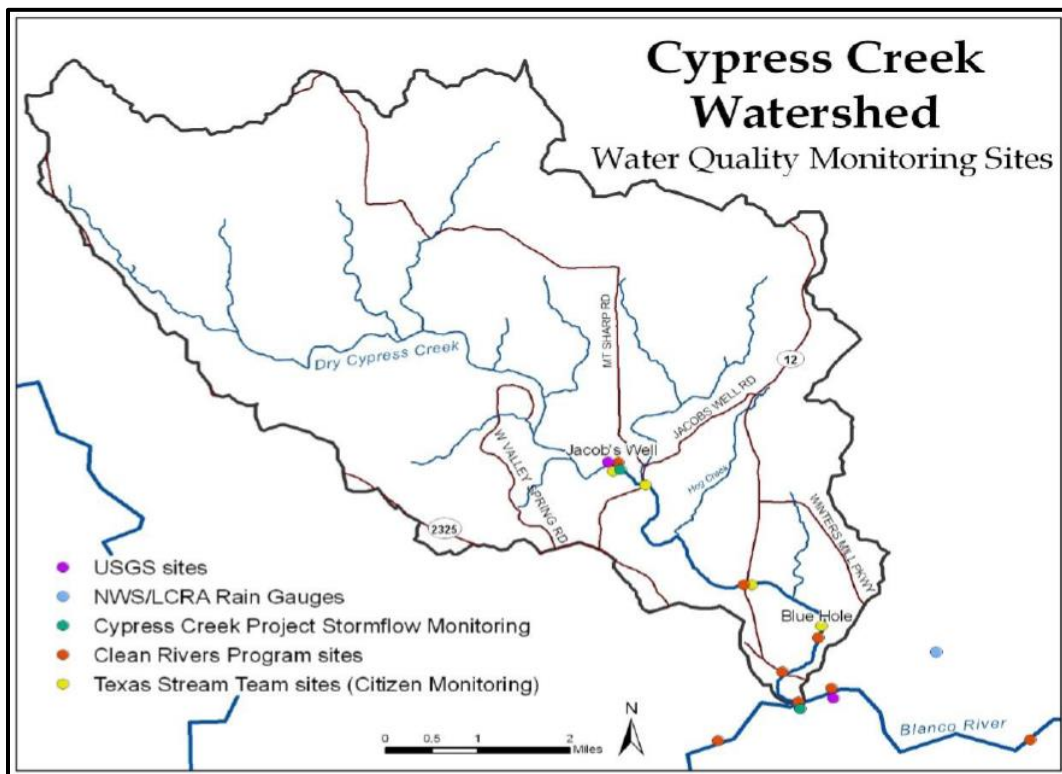 Cypress Creek
Watershed
Water Quality Monitoring Sites
MT SHARP RD
12
Dry Cypress Creek
JACOBS WELL RD
Jacob's Well
W VALLEY SPRING RD
Hog Creek
WINTERS MILL PKWY
2325
USGS sites
NWS/LCRA Rain Gauges
Cypress Creek Project Stormflow Monitoring
Clean Rivers Program sites
Texas Stream Team sites (Citizen Monitoring)
Blue Hole
N
Blanco River
0 0.5 1 2
Miles